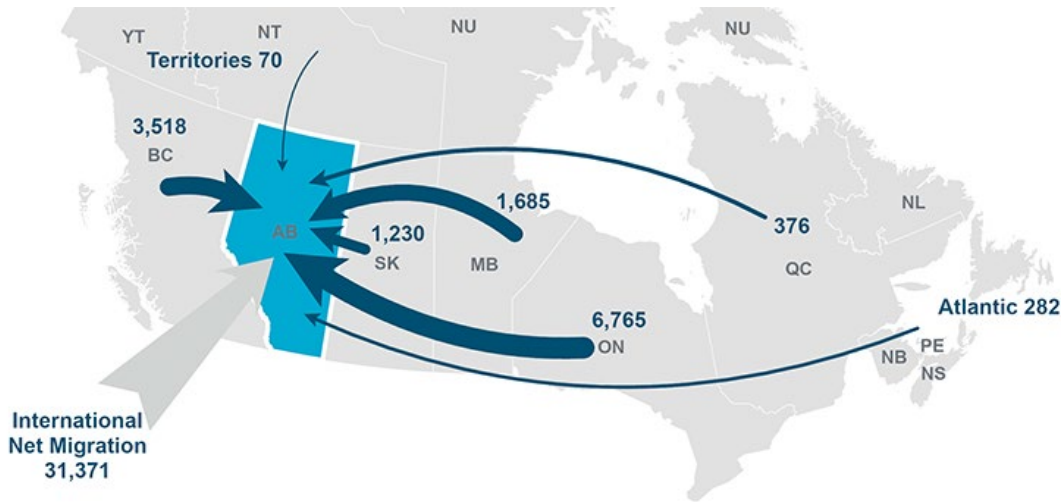 YT
NT
NU
NU
Territories 70
3,518
BC
1,685
NL
376
AB
1,230
SK
MB
QC
Atlantic 282
6,765
ON
NB
PE
NS
International
Net Migration
31,371